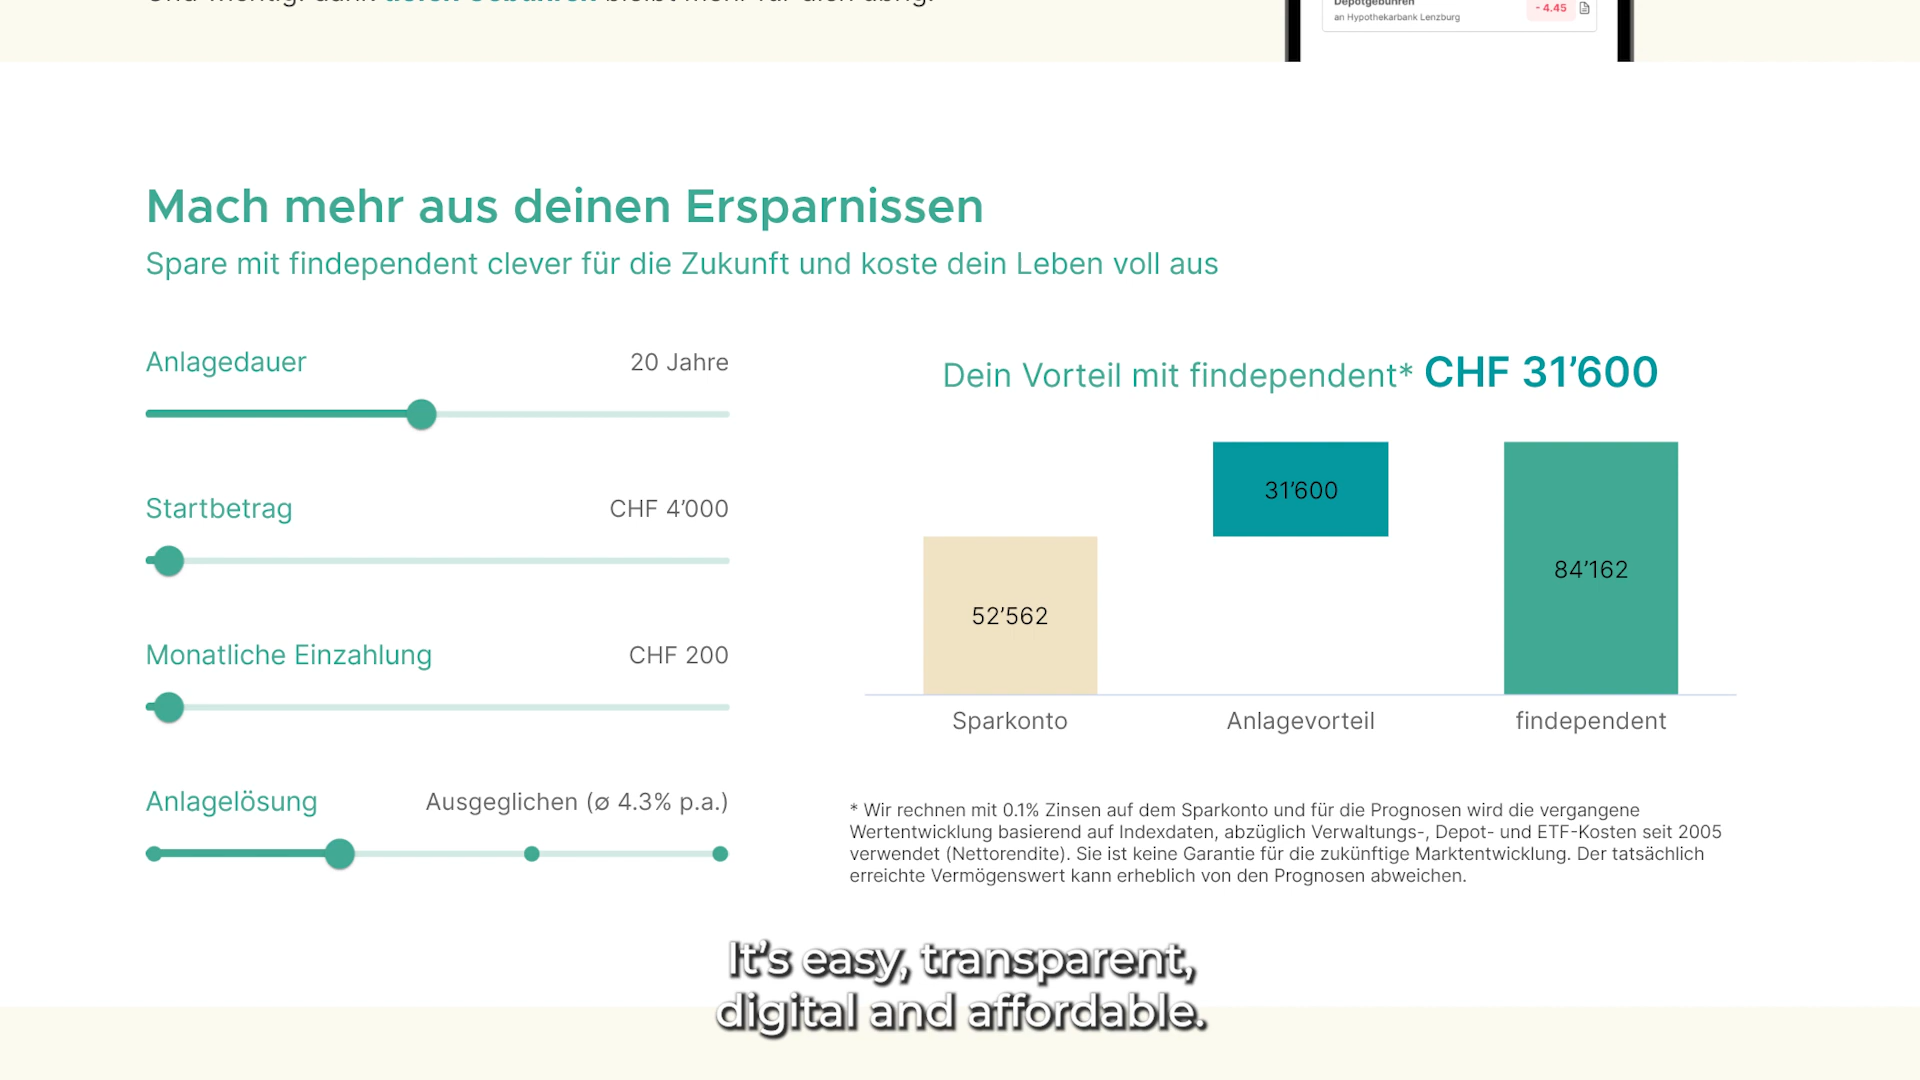 Depotgebühren
an Hypothekarbank Lenzburg
- 4.45
Mach mehr aus deinen Ersparnissen
Spare mit findependent clever für die Zukunft und koste dein Leben voll aus
Anlagedauer
20 Jahre
Startbetrag
CHF 4’000
Monatliche Einzahlung
CHF 200
Anlagelösung
Ausgeglichen (⌀ 4.3% p.a.)
Dein Vorteil mit findependent* CHF 31’600
52’562
31’600
84’162
Sparkonto
Anlagevorteil
findependent
* Wir rechnen mit 0.1% Zinsen auf dem Sparkonto und für die Prognosen wird die vergangene
Wertentwicklung basierend auf Indexdaten, abzüglich Verwaltungs-, Depot- und ETF-Kosten seit 2005
verwendet (Nettorendite). Sie ist keine Garantie für die zukünftige Marktentwicklung. Der tatsächlich
erreichte Vermögenswert kann erheblich von den Prognosen abweichen.
It’s easy, transparent,
digital and affordable.